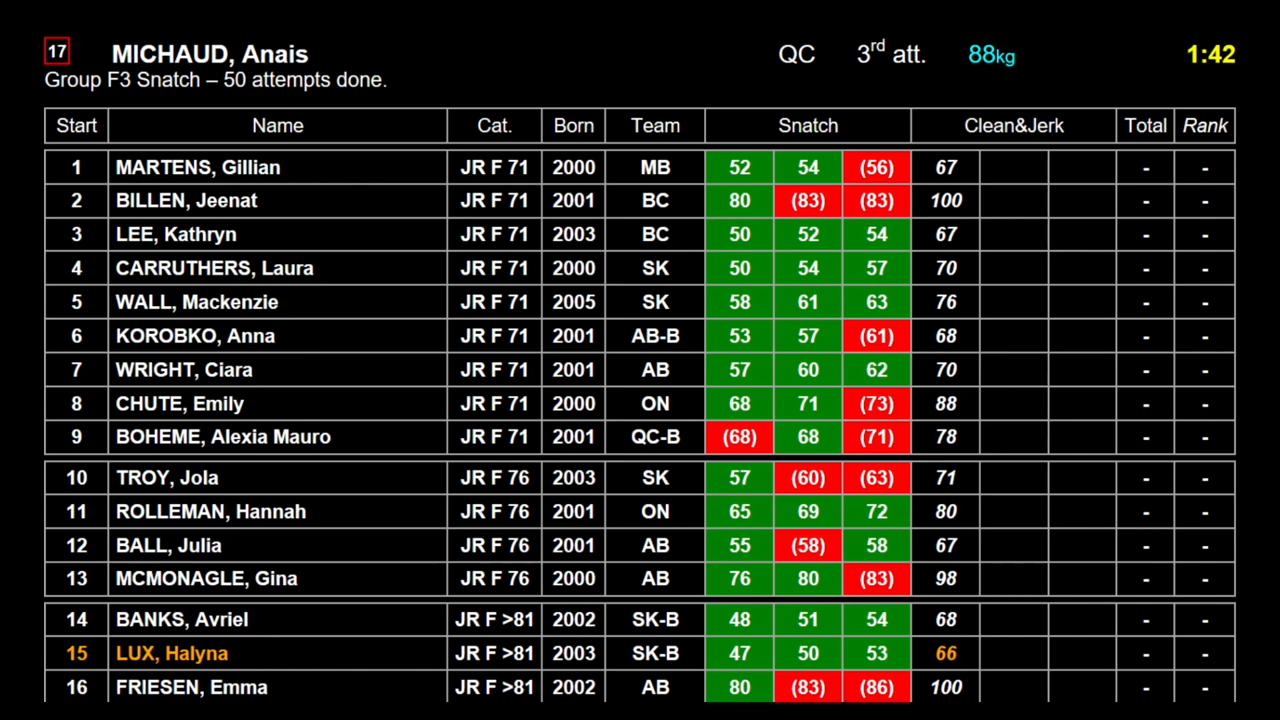 17 MICHAUD, Anais QC 3rd att. 88kg 1:42
Group F3 Snatch – 50 attempts done.
Start Name Cat. Born Team Snatch Clean&Jerk Total Rank
1 MARTENS, Gillian JR F 71 2000 MB 52 54 (56) 67 - -
2 BILLEN, Jeenat JR F 71 2001 BC 80 (83) (83) 100 - -
3 LEE, Kathryn JR F 71 2003 BC 50 52 54 67 - -
4 CARRUTHERS, Laura JR F 71 2000 SK 50 54 57 70 - -
5 WALL, Mackenzie JR F 71 2005 SK 58 61 63 76 - -
6 KOROBKO, Anna JR F 71 2001 AB-B 53 57 (61) 68 - -
7 WRIGHT, Ciara JR F 71 2001 AB 57 60 62 70 - -
8 CHUTE, Emily JR F 71 2000 ON 68 71 (73) 88 - -
9 BOHEME, Alexia Mauro JR F 71 2001 QC-B (68) 68 (71) 78 - -
10 TROY, Jola JR F 76 2003 SK 57 (60) (63) 71 - -
11 ROLLEMAN, Hannah JR F 76 2001 ON 65 69 72 80 - -
12 BALL, Julia JR F 76 2001 AB 55 (58) 58 67 - -
13 MCMONAGLE, Gina JR F 76 2000 AB 76 80 (83) 98 - -
14 BANKS, Avriel JR F >81 2002 SK-B 48 51 54 68 - -
15 LUX, Halyna JR F >81 2003 SK-B 47 50 53 66 - -
16 FRIESEN, Emma JR F >81 2002 AB 80 (83) (86) 100 - -